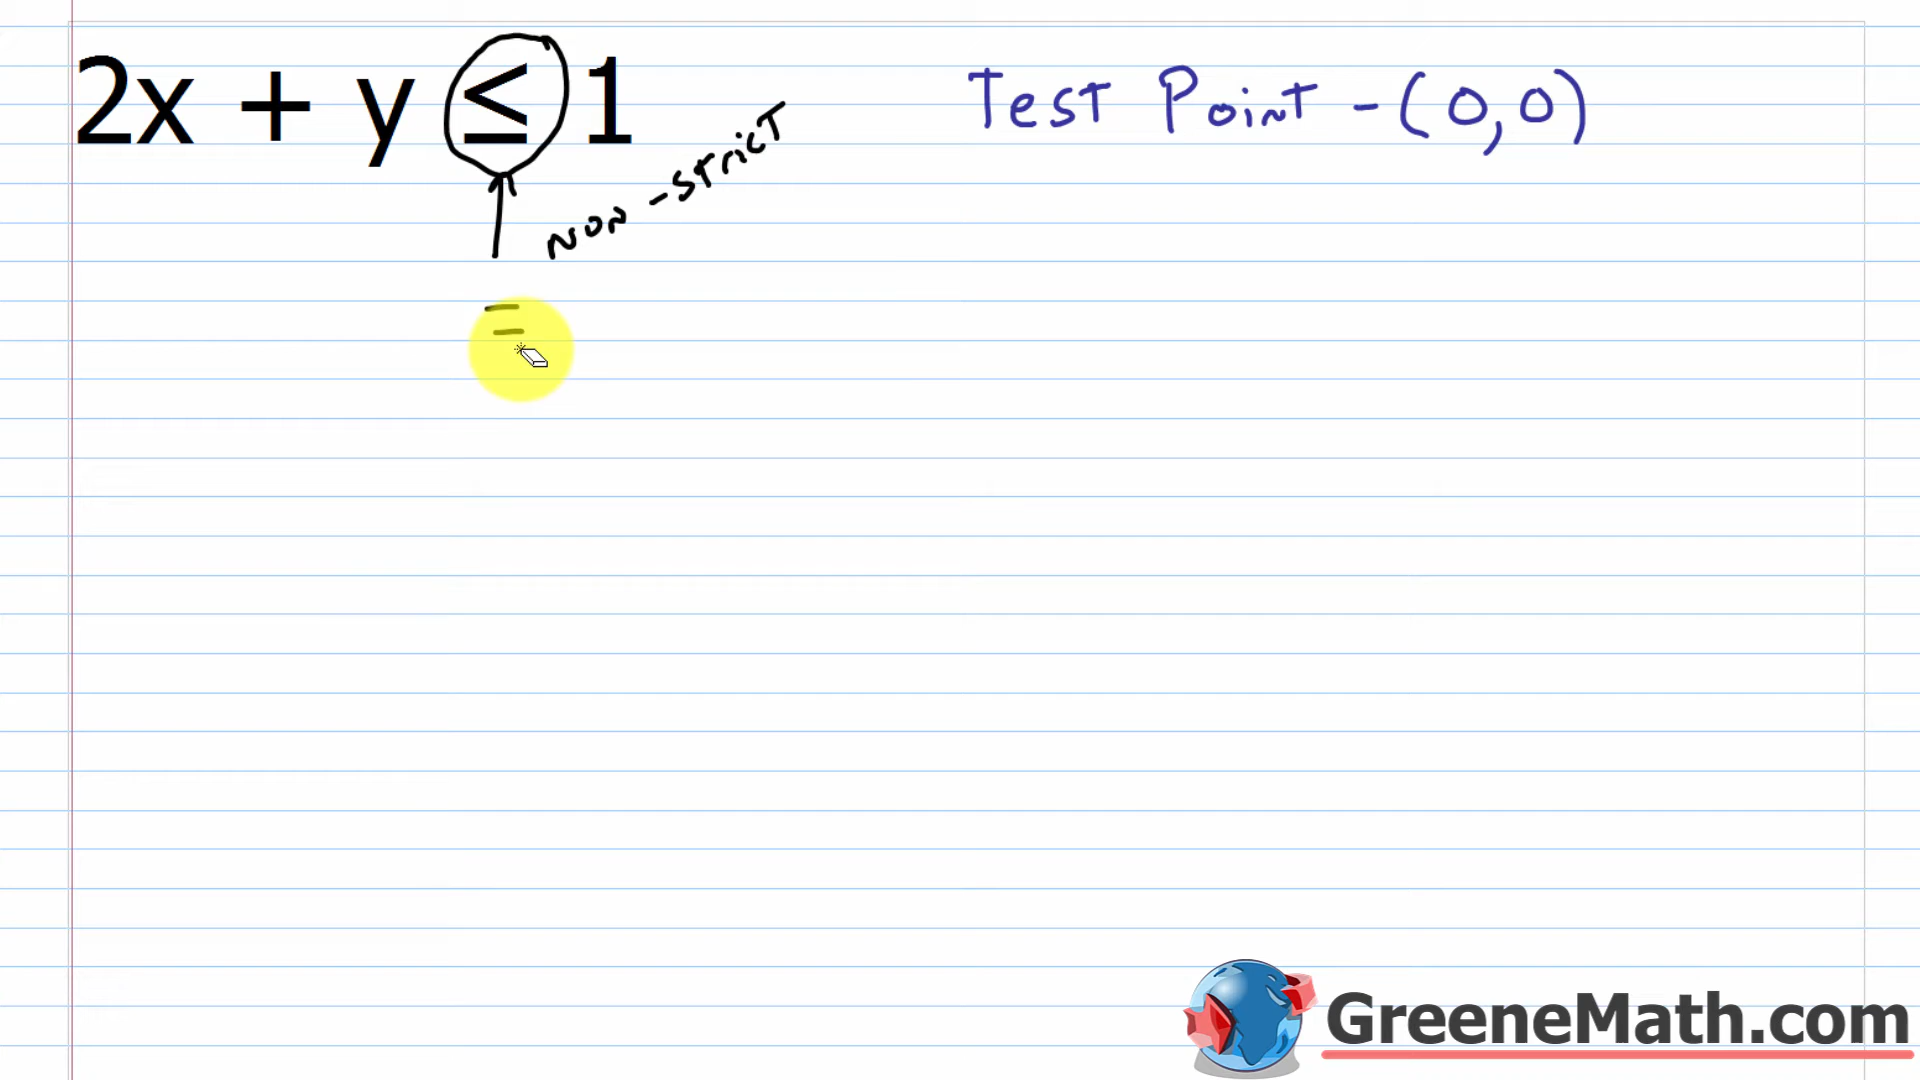 2x + y ≤ 1
Test Point - (0,0)
non-strict
=
GreeneMath.com